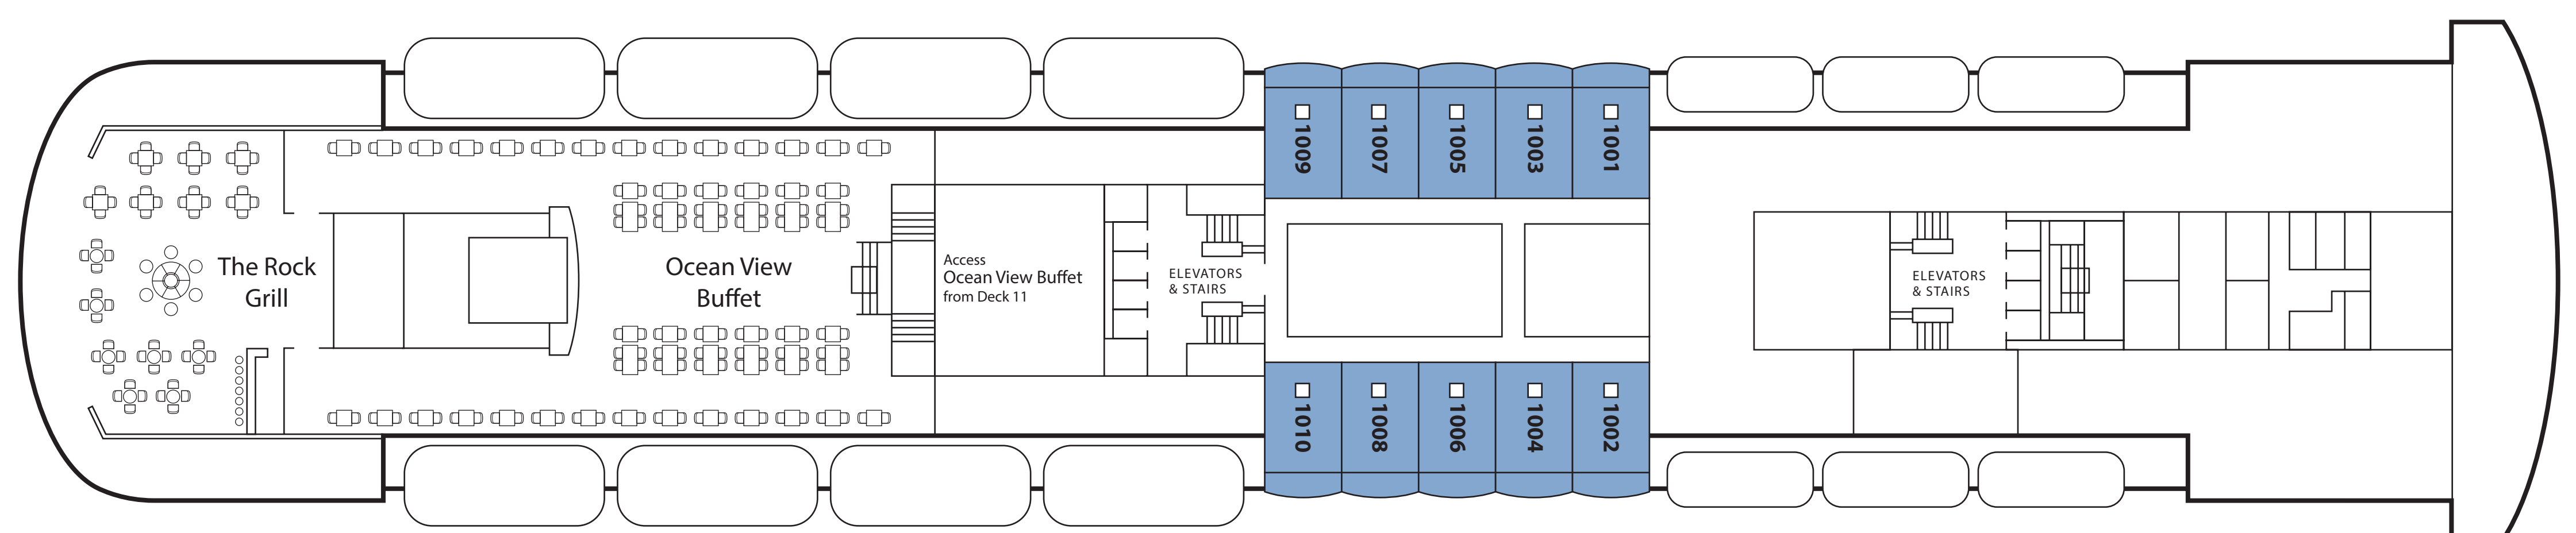 The Rock
Grill
Ocean View
Buffet
Access
Ocean View Buffet
from Deck 11
ELEVATORS
& STAIRS
1009
1007
1005
1003
1001
1010
1008
1006
1004
1002
ELEVATORS
& STAIRS